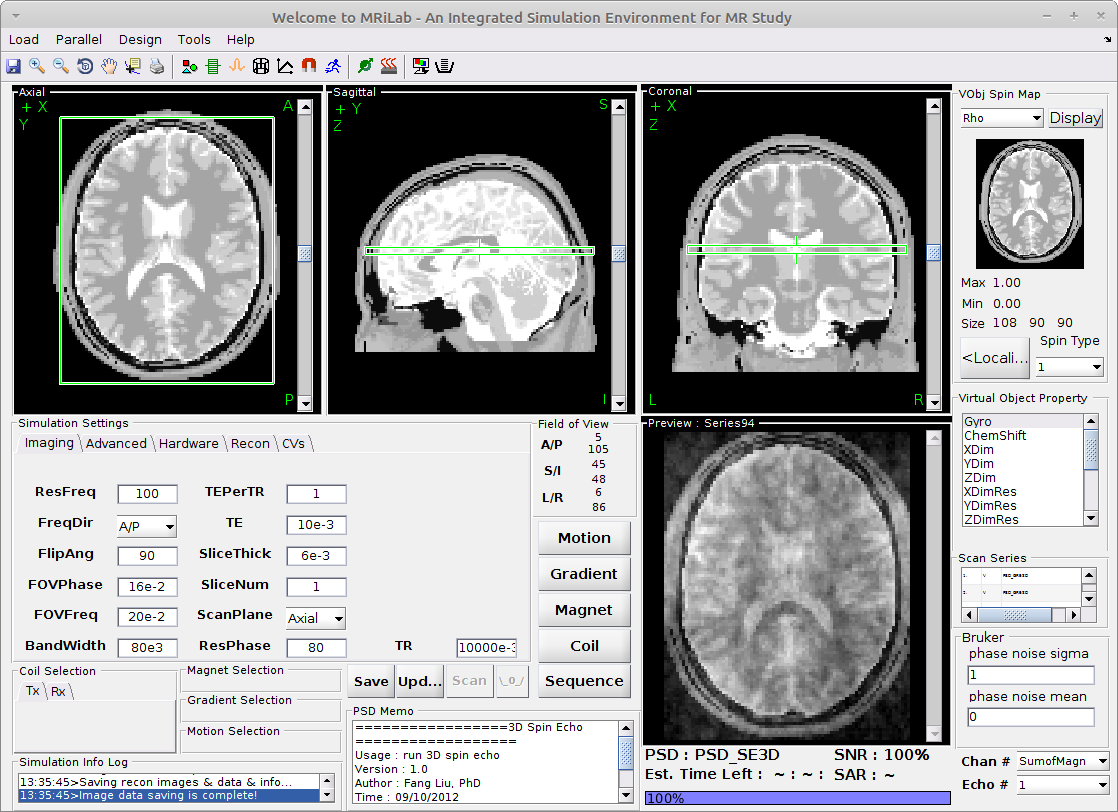 Welcome to MRiLab - An Integrated Simulation Environment for MR Study
Load Parallel Design Tools Help
Axial
+ X
Y
A
P
Sagittal
+ Y
Z
S
I
Coronal
+ X
Z
L
R
VObj Spin Map
Rho Display
Max 1.00
Min 0.00
Size 108 90 90
<Locali... Spin Type
1
Virtual Object Property
Gyro
ChemShift
XDim
YDim
ZDim
XDimRes
YDimRes
ZDimRes
Scan Series
Bruker
phase noise sigma
1
phase noise mean
0
Chan # SumofMagn
Echo # 1
Simulation Settings
Imaging Advanced Hardware Recon CVs
ResFreq 100 TEPerTR 1
FreqDir A/P TE 10e-3
FlipAng 90 SliceThick 6e-3
FOVPhase 16e-2 SliceNum 1
FOVFreq 20e-2 ScanPlane Axial
BandWidth 80e3 ResPhase 80 TR 10000e-
Field of View
A/P 5
105
S/I 45
48
L/R 6
86
Motion
Gradient
Magnet
Coil
Sequence
Coil Selection
Tx Rx
Magnet Selection
Gradient Selection
Motion Selection
Save Upd... Scan \_0_/
Simulation Info Log
13:35:45>Saving recon images & data & info...
13:35:45>Image data saving is complete!
PSD Memo
=================3D Spin Echo
==================
Usage : run 3D spin echo
Version : 1.0
Author : Fang Liu, PhD
Time : 09/10/2012
Preview : Series94
PSD : PSD_SE3D SNR : 100%
Est. Time Left : ~ : ~ : ~ SAR : ~
100%